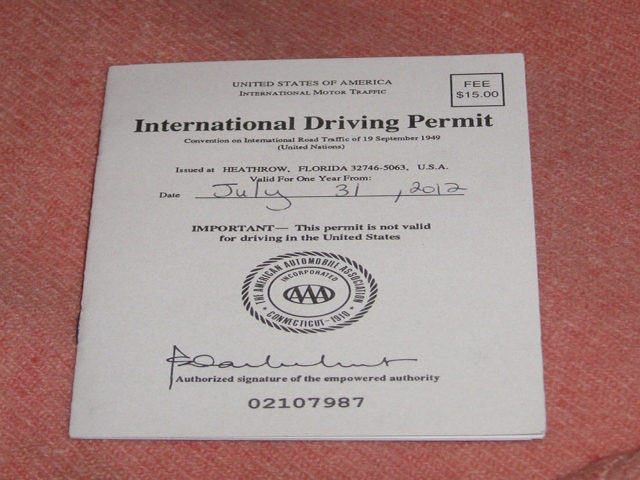 UNITED STATES OF AMERICA
INTERNATIONAL MOTOR TRAFFIC
FEE
$15.00
International Driving Permit
Convention on International Road Traffic of 19 September 1949
(United Nations)
Issued at HEATHROW, FLORIDA 32746-5063, U.S.A.
Valid For One Year From:
Date July 31, 2012
IMPORTANT— This permit is not valid
for driving in the United States
THE AMERICAN AUTOMOBILE ASSOCIATION
INCORPORATED
AAA
CONNECTICUT - 1910
Authorized signature of the empowered authority
02107987